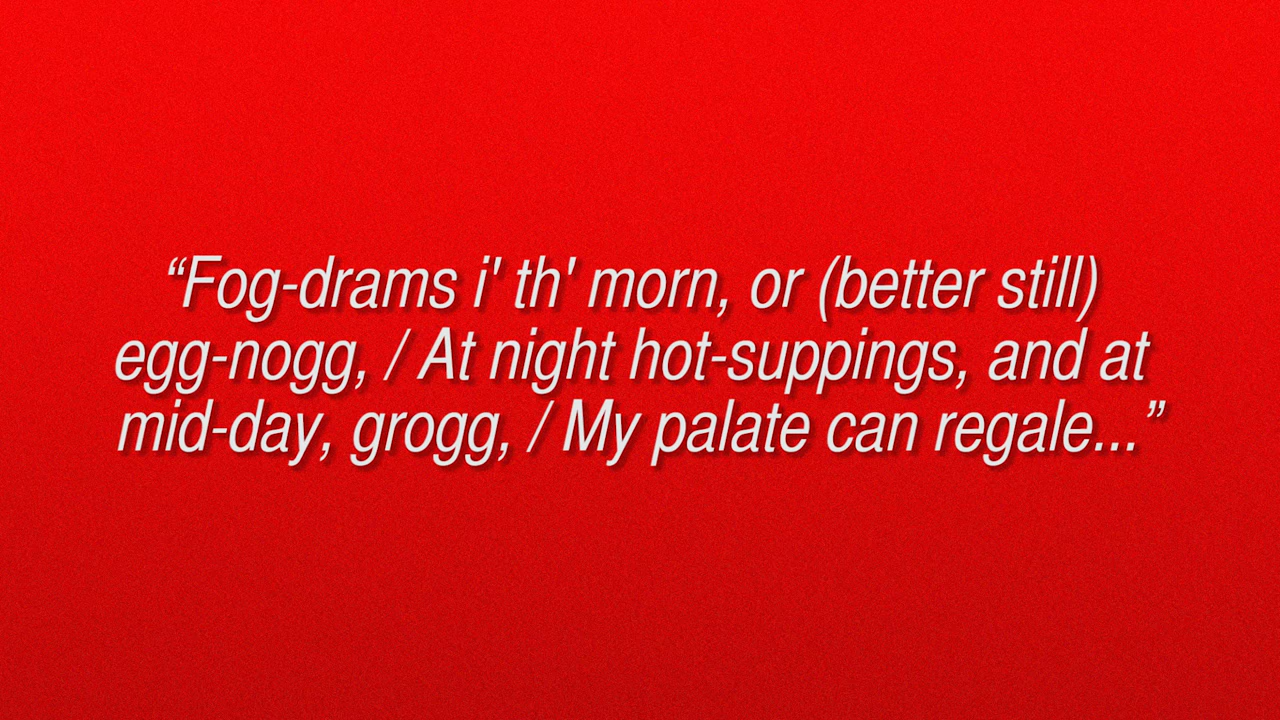 “Fog-drams i' th' morn, or (better still)
egg-nogg, / At night hot-suppings, and at
mid-day, grogg, / My palate can regale...”